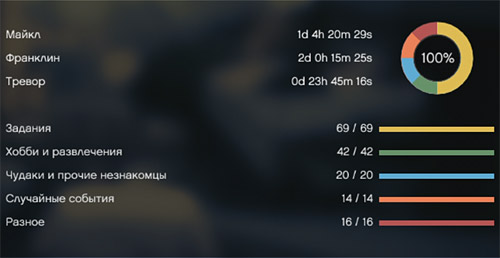 Майкл 1d 4h 20m 29s
Франклин 2d 0h 15m 25s
Тревор 0d 23h 45m 16s
100%
Задания 69 / 69
Хобби и развлечения 42 / 42
Чудаки и прочие незнакомцы 20 / 20
Случайные события 14 / 14
Разное 16 / 16